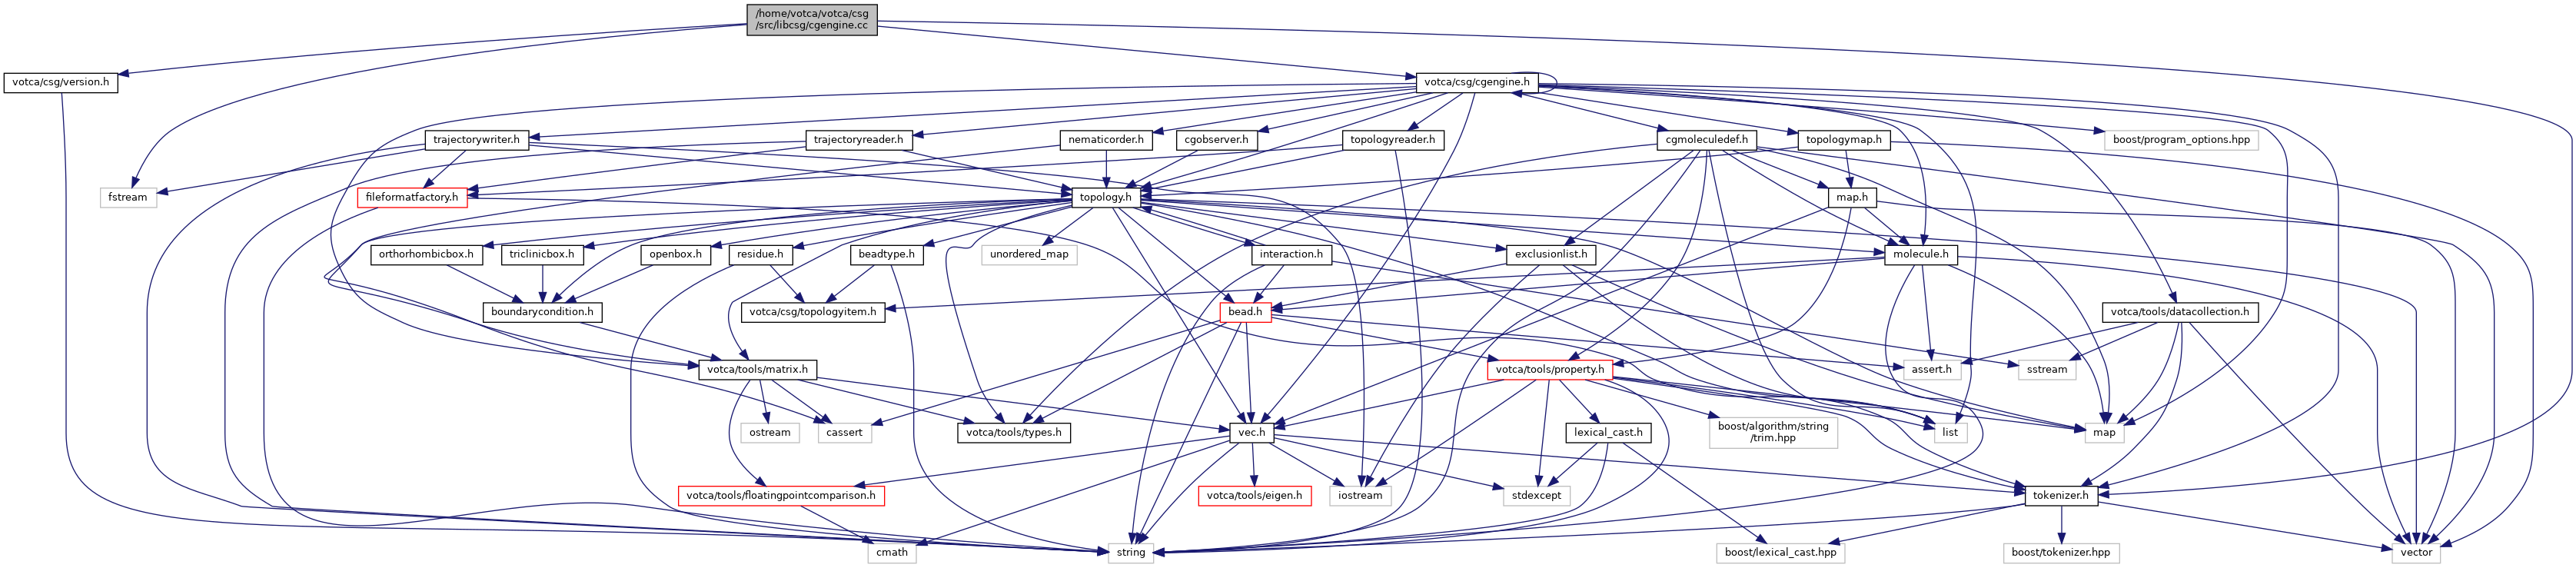 /home/votca/votca/csg
/src/libcsg/cgengine.cc
votca/csg/version.h
votca/csg/cgengine.h
trajectorywriter.h
trajectoryreader.h
nematicorder.h
cgobserver.h
topologyreader.h
cgmoleculedef.h
topologymap.h
boost/program_options.hpp
fstream
fileformatfactory.h
topology.h
map.h
orthorhombicbox.h
triclinicbox.h
openbox.h
residue.h
beadtype.h
unordered_map
interaction.h
exclusionlist.h
molecule.h
boundarycondition.h
votca/csg/topologyitem.h
bead.h
votca/tools/datacollection.h
votca/tools/matrix.h
votca/tools/property.h
assert.h
sstream
ostream
cassert
votca/tools/types.h
vec.h
lexical_cast.h
boost/algorithm/string
/trim.hpp
list
map
votca/tools/floatingpointcomparison.h
votca/tools/eigen.h
iostream
stdexcept
tokenizer.h
cmath
string
boost/lexical_cast.hpp
boost/tokenizer.hpp
vector